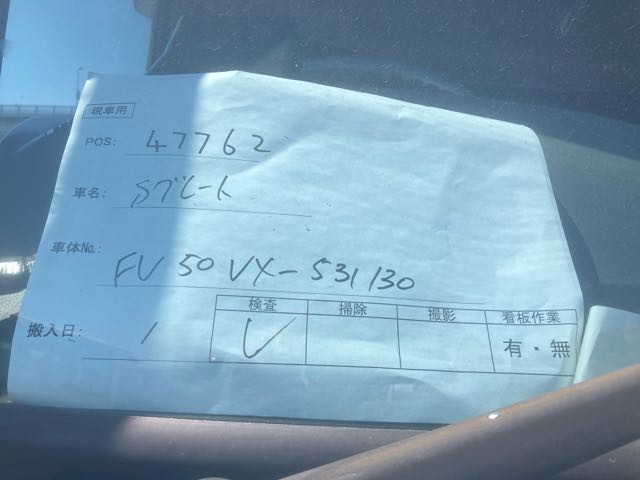 現車用
POS: 47762
車名: Sグレート
車体No.: FV50VX-531130
搬入日: /
検査 掃除 撮影 看板作業
レ 有・無